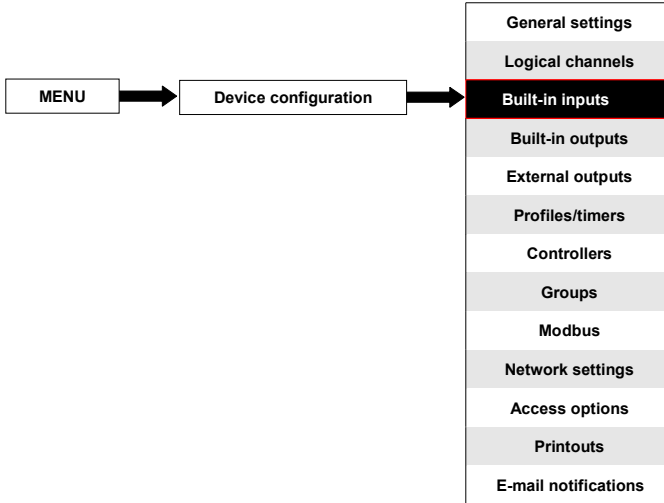 General settings
Logical channels
MENU
Device configuration
Built-in inputs
Built-in outputs
External outputs
Profiles/timers
Controllers
Groups
Modbus
Network settings
Access options
Printouts
E-mail notifications